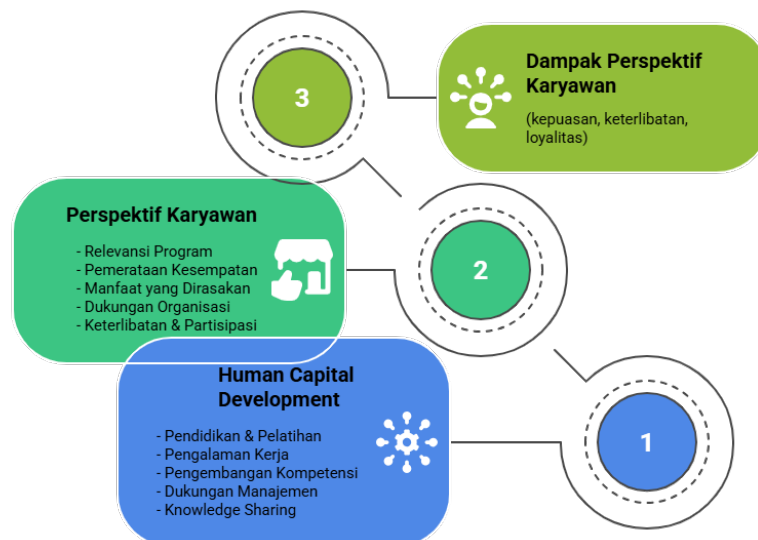 3
Dampak Perspektif
Karyawan
(kepuasan, keterlibatan,
loyalitas)
Perspektif Karyawan
- Relevansi Program
- Pemerataan Kesempatan
- Manfaat yang Dirasakan
- Dukungan Organisasi
- Keterlibatan & Partisipasi
2
Human Capital
Development
- Pendidikan & Pelatihan
- Pengalaman Kerja
- Pengembangan Kompetensi
- Dukungan Manajemen
- Knowledge Sharing
1